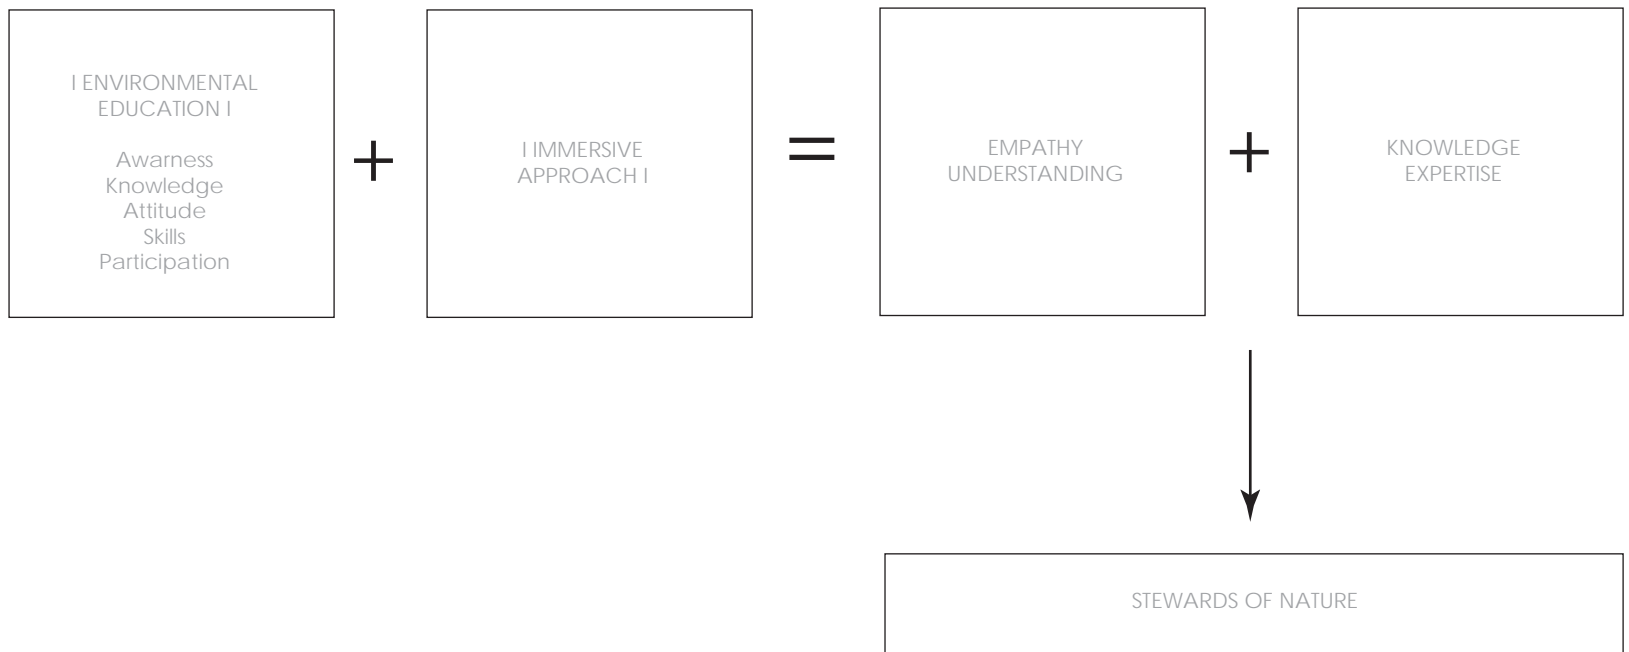 I ENVIRONMENTAL
EDUCATION I
Awarness
Knowledge
Attitude
Skills
Participation
+
I IMMERSIVE
APPROACH I
=
EMPATHY
UNDERSTANDING
+
KNOWLEDGE
EXPERTISE
STEWARDS OF NATURE